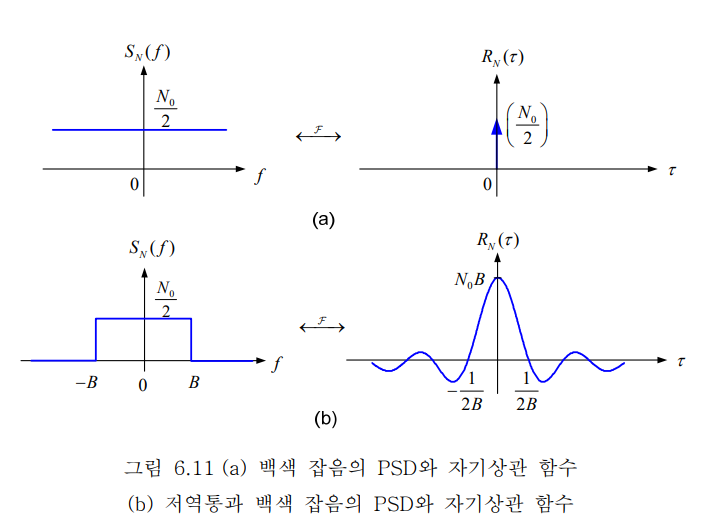 S_N(f)
N_0/2
0
f
ℱ
R_N(τ)
(N_0/2)
0
τ
(a)
S_N(f)
N_0/2
-B
0
B
f
ℱ
R_N(τ)
N_0B
-1/2B
1/2B
τ
(b)
그림 6.11 (a) 백색 잡음의 PSD와 자기상관 함수
(b) 저역통과 백색 잡음의 PSD와 자기상관 함수